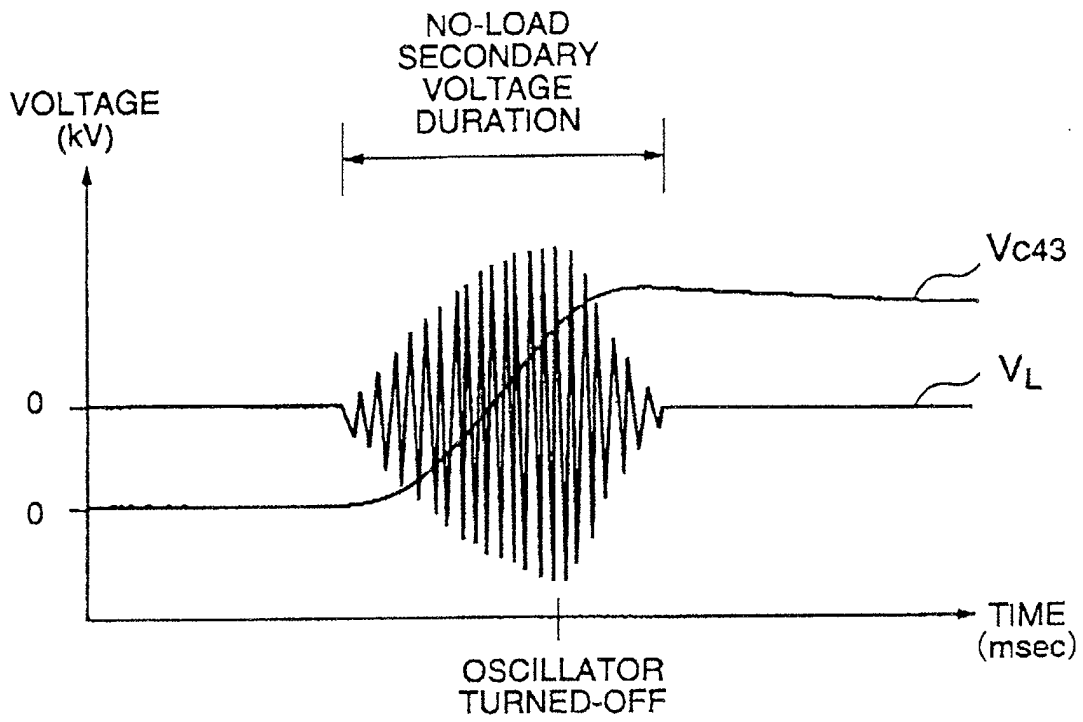 NO-LOAD
SECONDARY
VOLTAGE
DURATION
VOLTAGE
(kV)
Vc43
VL
0
0
TIME
(msec)
OSCILLATOR
TURNED-OFF